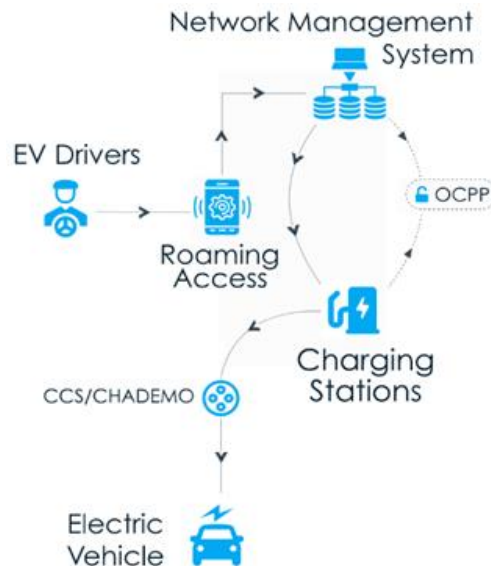 Network Management
System
EV Drivers
OCPP
Roaming
Access
Charging
Stations
CCS/CHADEMO
Electric
Vehicle